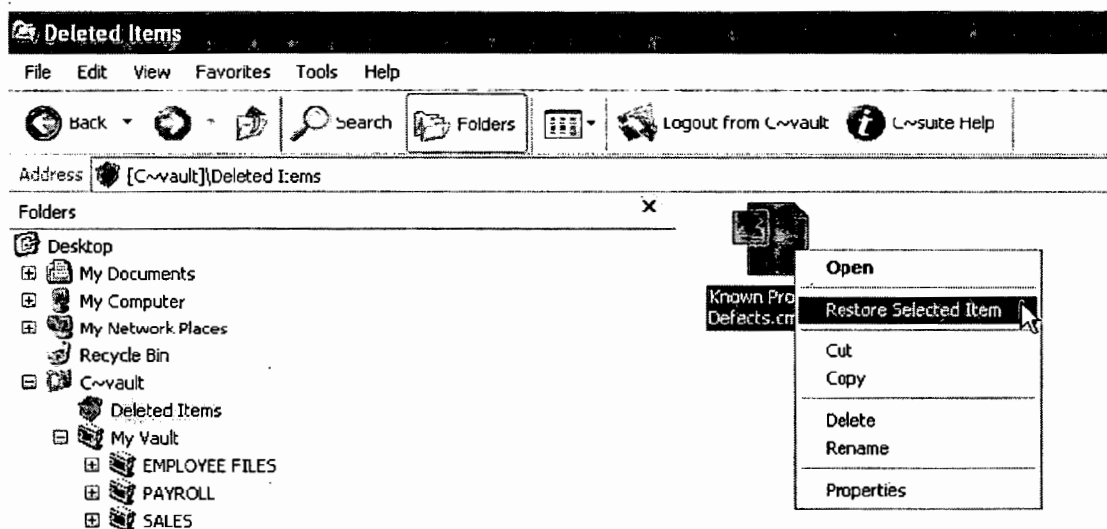 Deleted Items
File Edit View Favorites Tools Help
Back Search Folders Logout from C~vault C~suite Help
Address [C~vault]\Deleted Items
Folders x
Desktop
My Documents
My Computer
My Network Places
Recycle Bin
C~vault
Deleted Items
My Vault
EMPLOYEE FILES
PAYROLL
SALES
Known Pro
Defects.cm
Open
Restore Selected Item
Cut
Copy
Delete
Rename
Properties